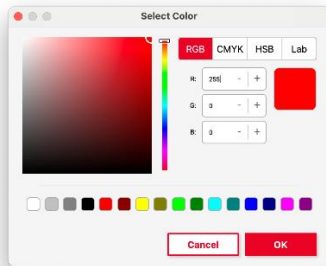 Select Color
RGB CMYK HSB Lab
R: 255 - +
G: 0 - +
B: 0 - +
Cancel OK